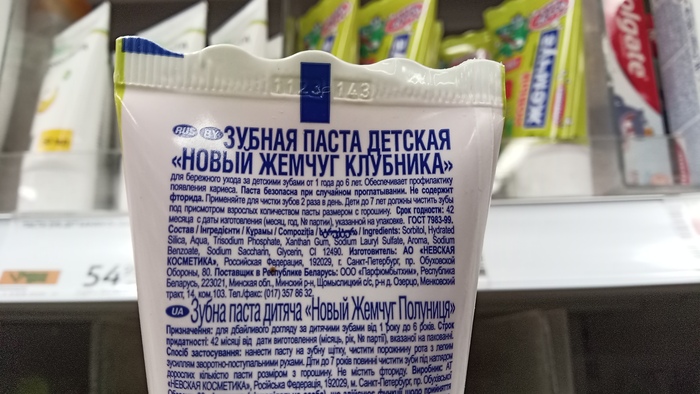 RUS BY ЗУБНАЯ ПАСТА ДЕТСКАЯ
«НОВЫЙ ЖЕМЧУГ КЛУБНИКА»
для бережного ухода за детскими зубами от 1 года до 6 лет. Обеспечивает профилактику
появления кариеса. Паста безопасна при случайном проглатывании. Не содержит
фторида. Применяйте для чистки зубов 2 раза в день. Дети до 7 лет должны чистить зубы
под присмотром взрослых количеством пасты размером с горошину. Срок годности: 42
месяца с даты изготовления (месяц, год, № партии), указанной на упаковке. ГОСТ 7983-99.
Состав / Інгредієнти / Курамы / Compoziția / Ingredients: Sorbitol, Hydrated
Silica, Aqua, Trisodium Phosphate, Xanthan Gum, Sodium Lauryl Sulfate, Aroma, Sodium
Benzoate, Sodium Saccharin, Glycerin, CI 12490. Изготовитель: АО «НЕВСКАЯ
КОСМЕТИКА», Российская Федерация, 192029, г. Санкт-Петербург, пр. Обуховской
Обороны, 80. Поставщик в Республику Беларусь: ООО «Парфюмбытхим», Республика
Беларусь, 223021, Минская обл., Минский р-н, Щомыслицкий с/с, р-н д. Озерцо, Менковский
тракт, 14, ком.103. Тел./факс: (017) 357 86 32.
UA Зубна паста дитяча «Новый Жемчуг Полуниця»
Призначення: для дбайливого догляду за дитячими зубами від 1 року до 6 років. Строк
придатності: 42 місяці від дати виготовлення (місяць, рік, № партії), вказаної на пакованні.
Спосіб застосування: нанести пасту на зубну щітку, чистити порожнину рота з легким
зусиллям зворотно-поступальними рухами. Діти до 7 років повинні чистити зуби під наглядом
дорослих кількістю пасти розміром з горошину. Не містить фториду. Виробник: АТ
«НЕВСКАЯ КОСМЕТИКА», Російська Федерація, 192029, м. Санкт-Петербург, пр. Обухівської
Colgate
54